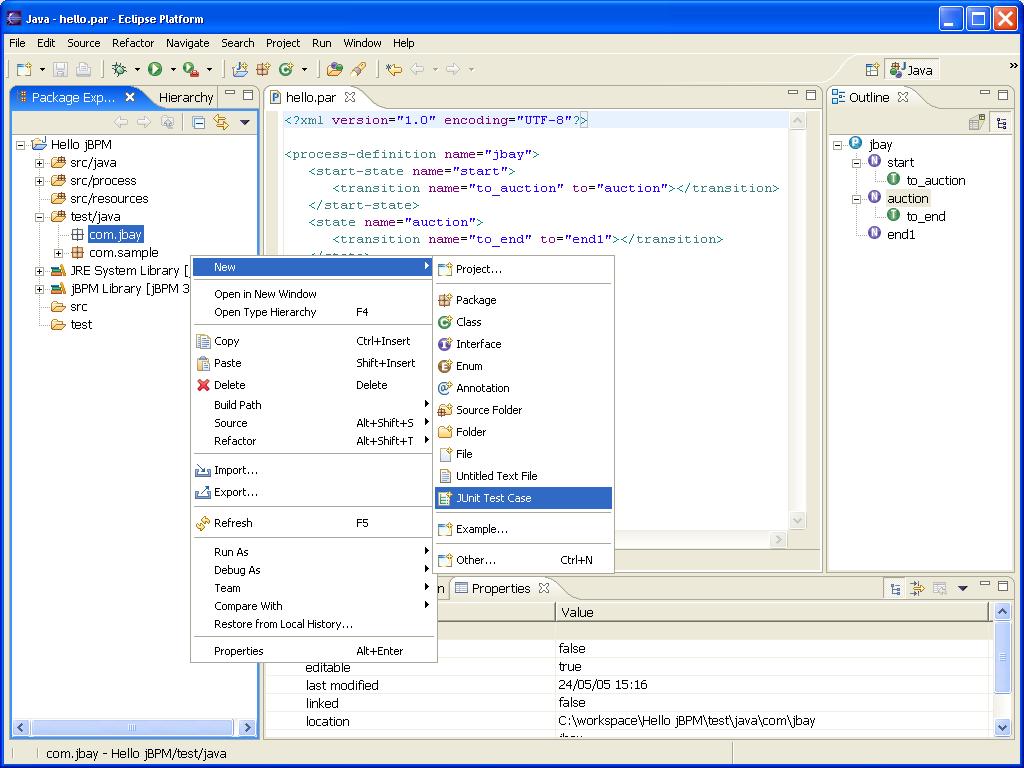 Java - hello.par - Eclipse Platform
File Edit Source Refactor Navigate Search Project Run Window Help
Java
Package Exp... Hierarchy
Hello jBPM
src/java
src/process
src/resources
test/java
com.jbay
com.sample
JRE System Library [
jBPM Library [jBPM 3
src
test
hello.par
<?xml version="1.0" encoding="UTF-8"?>
<process-definition name="jbay">
<start-state name="start">
<transition name="to_auction" to="auction"></transition>
</start-state>
<state name="auction">
<transition name="to_end" to="end1"></transition>
Outline
jbay
start
to_auction
auction
to_end
end1
New
Open in New Window
Open Type Hierarchy F4
Copy Ctrl+Insert
Paste Shift+Insert
Delete Delete
Build Path
Source Alt+Shift+S
Refactor Alt+Shift+T
Import...
Export...
Refresh F5
Run As
Debug As
Team
Compare With
Restore from Local History...
Properties Alt+Enter
Project...
Package
Class
Interface
Enum
Annotation
Source Folder
Folder
File
Untitled Text File
JUnit Test Case
Example...
Other... Ctrl+N
Properties
Value
false
editable true
last modified 24/05/05 15:16
linked false
location C:\workspace\Hello jBPM\test\java\com\jbay
com.jbay - Hello jBPM/test/java